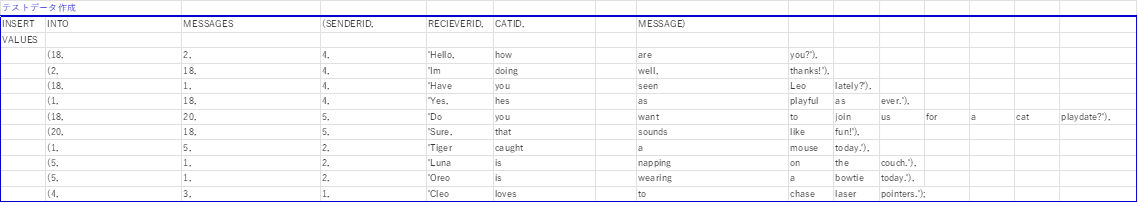 テストデータ作成
INSERT INTO MESSAGES (SENDERID, RECIEVERID, CATID, MESSAGE)
VALUES
(18, 2, 4, 'Hello, how are you?'),
(2, 18, 4, 'Im doing well, thanks!'),
(18, 1, 4, 'Have you seen Leo lately?'),
(1, 18, 4, 'Yes, hes as playful as ever.'),
(18, 20, 5, 'Do you want to join us for a cat playdate?'),
(20, 18, 5, 'Sure, that sounds like fun!'),
(1, 5, 2, 'Tiger caught a mouse today.'),
(5, 1, 2, 'Luna is napping on the couch.'),
(5, 1, 2, 'Oreo is wearing a bowtie today.'),
(4, 3, 1, 'Cleo loves to chase laser pointers.');